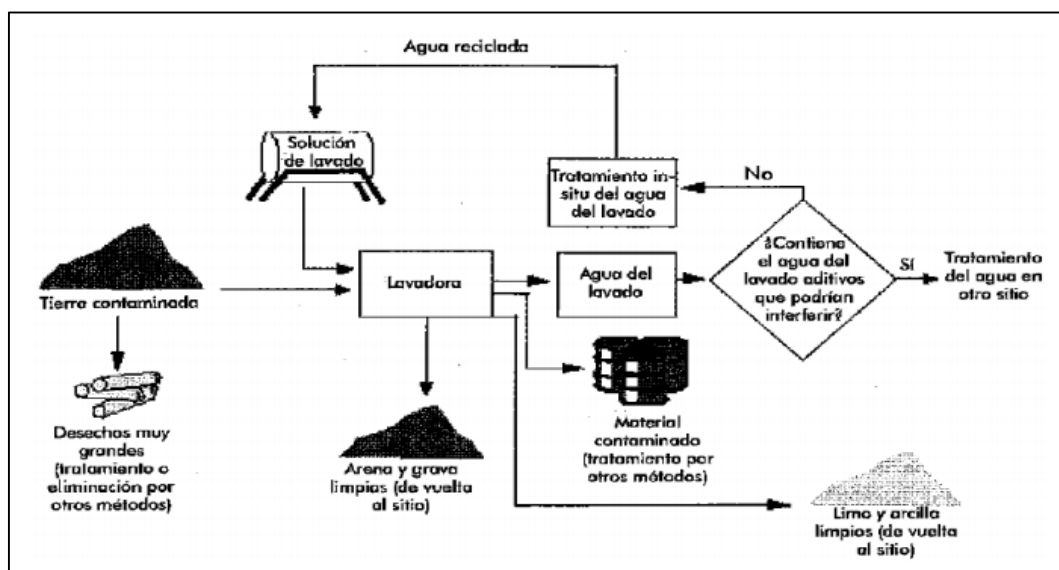 Agua reciclada
Solución
de lavado
Tratamiento in-
situ del agua
del lavado
No
¿Contiene
el agua del
lavado aditivos
que podrían
interferir?
Sí
Tratamiento
del agua en
otro sitio
Tierra contaminada
Lavadora
Agua del
lavado
Desechos muy
grandes
(tratamiento o
eliminación por
otros métodos)
Arena y grava
limpios (de vuelta
al sitio)
Material
contaminado
(tratamiento por
otros métodos)
Limo y arcilla
limpios (de vuelta
al sitio)